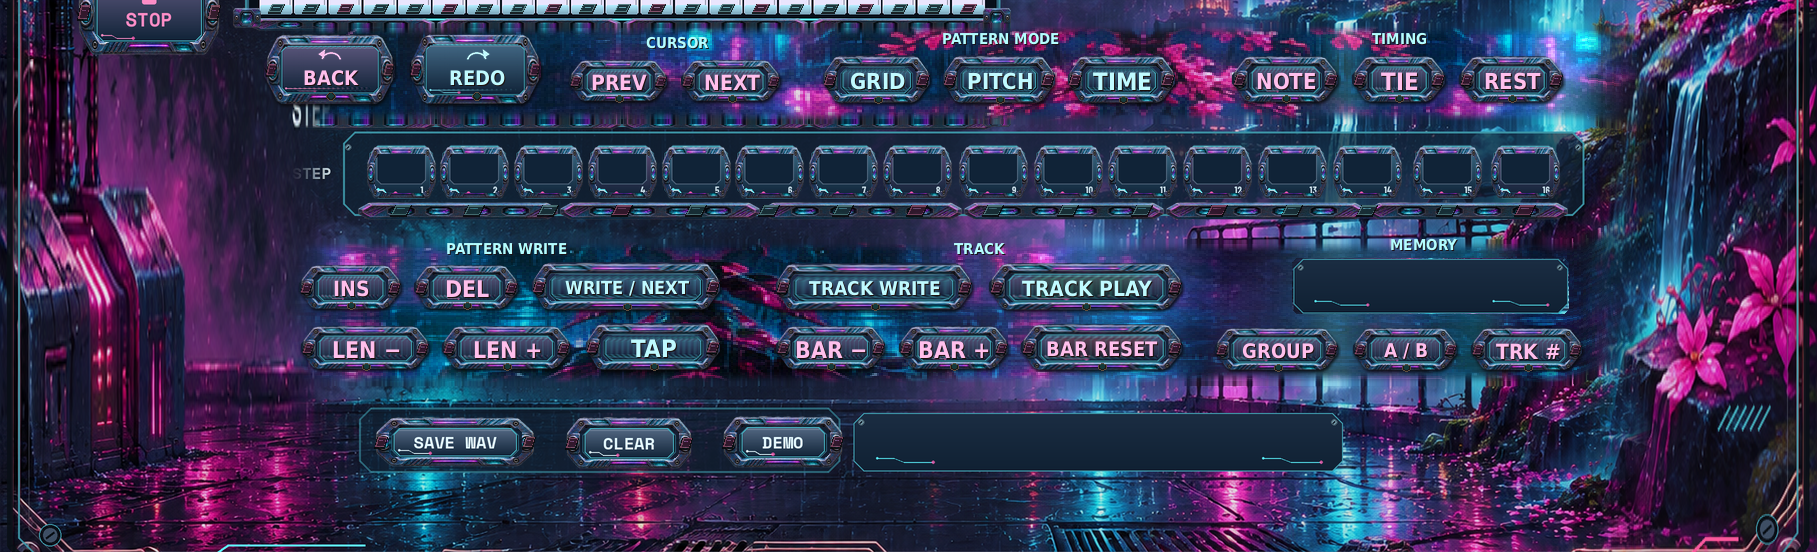 STOP
CURSOR
PATTERN MODE
TIMING
BACK
REDO
PREV
NEXT
GRID
PITCH
TIME
NOTE
TIE
REST
STEP
1 2 3 4 5 6 7 8 9 10 11 12 13 14 15 16
PATTERN WRITE
TRACK
MEMORY
INS
DEL
WRITE / NEXT
TRACK WRITE
TRACK PLAY
LEN −
LEN +
TAP
BAR −
BAR +
BAR RESET
GROUP
A / B
TRK #
SAVE WAV
CLEAR
DEMO